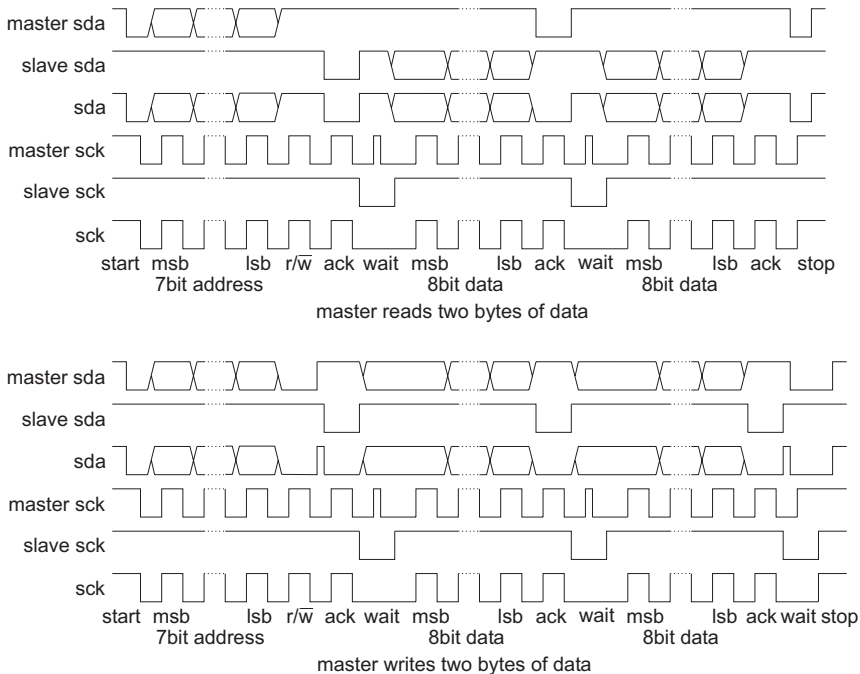 master sda
slave sda
sda
master sck
slave sck
sck
start msb lsb r/w̅ ack wait msb lsb ack wait msb lsb ack stop
7bit address 8bit data 8bit data
master reads two bytes of data
master sda
slave sda
sda
master sck
slave sck
sck
start msb lsb r/w̅ ack wait msb lsb ack wait msb lsb ack wait stop
7bit address 8bit data 8bit data
master writes two bytes of data